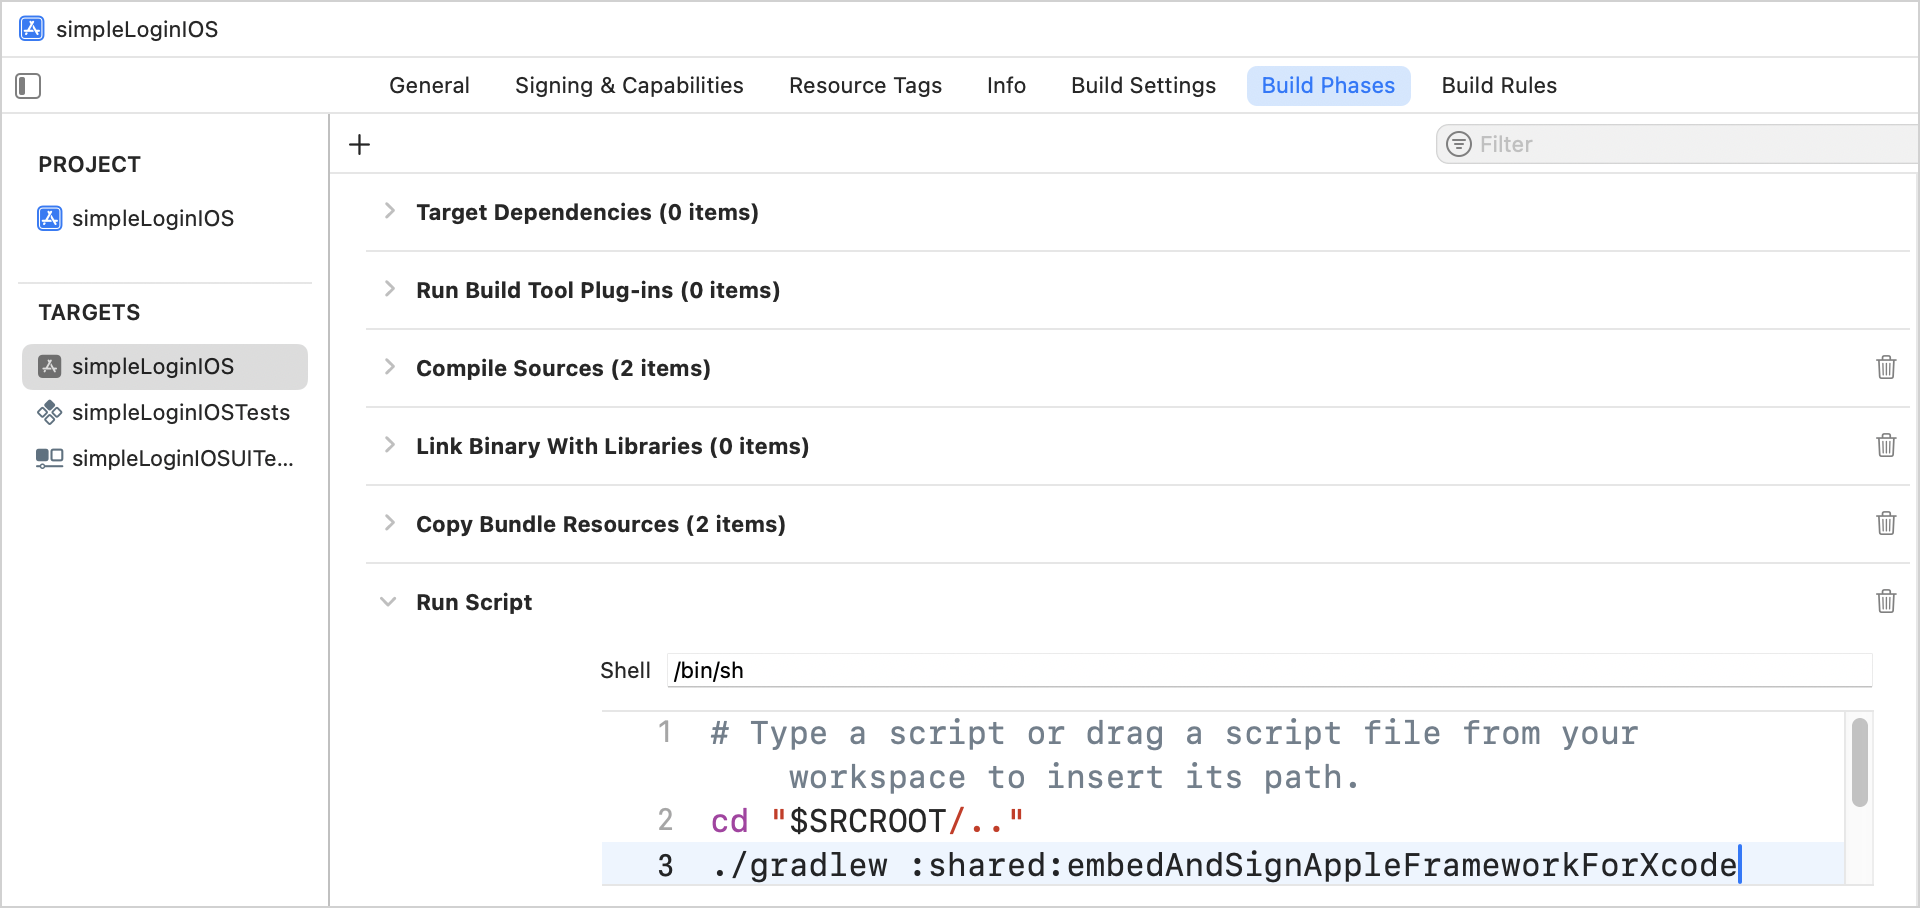 simpleLoginIOS
General Signing & Capabilities Resource Tags Info Build Settings Build Phases Build Rules
PROJECT
simpleLoginIOS
TARGETS
simpleLoginIOS
simpleLoginIOSTests
simpleLoginIOSUITe...
+
Filter
Target Dependencies (0 items)
Run Build Tool Plug-ins (0 items)
Compile Sources (2 items)
Link Binary With Libraries (0 items)
Copy Bundle Resources (2 items)
Run Script
Shell /bin/sh
1 # Type a script or drag a script file from your
workspace to insert its path.
2 cd "$SRCROOT/.."
3 ./gradlew :shared:embedAndSignAppleFrameworkForXcode